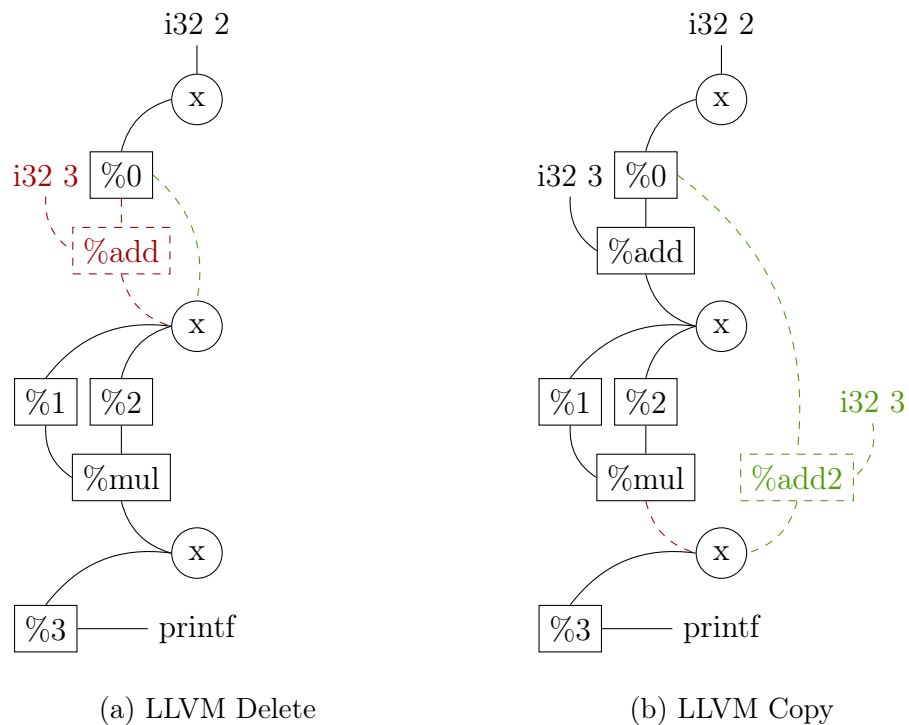 i32 2
x
i32 3
%0
%add
x
%1
%2
%mul
x
%3
printf
(a) LLVM Delete
i32 2
x
i32 3
%0
%add
x
%1
%2
i32 3
%mul
%add2
x
%3
printf
(b) LLVM Copy